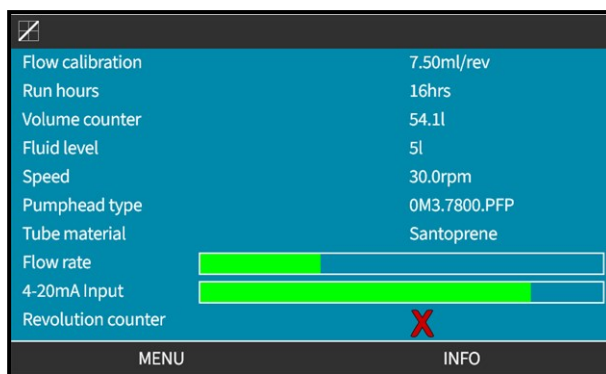 Flow calibration 7.50ml/rev
Run hours 16hrs
Volume counter 54.1l
Fluid level 5l
Speed 30.0rpm
Pumphead type 0M3.7800.PFP
Tube material Santoprene
Flow rate
4-20mA Input
Revolution counter X
MENU INFO